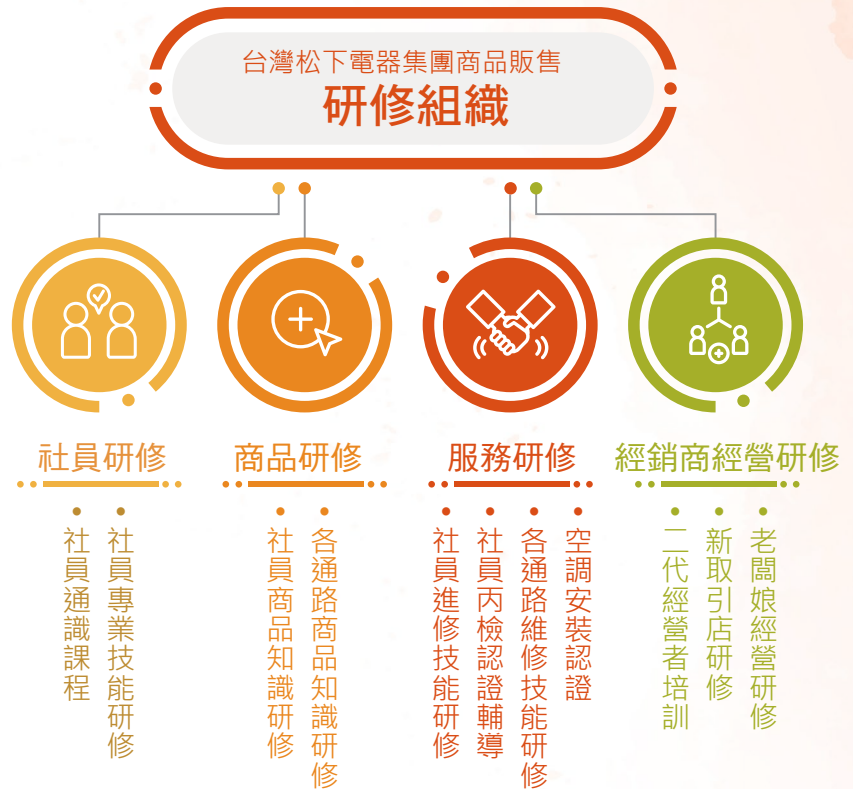 台灣松下電器集團商品販售
研修組織
社員研修
社員通識課程
社員專業技能研修
商品研修
社員商品知識研修
各通路商品知識研修
服務研修
社員進修技能研修
社員丙檢認證輔導
各通路維修技能研修
空調安裝認證
經銷商經營研修
二代經營者培訓
新取引店研修
老闆娘經營研修